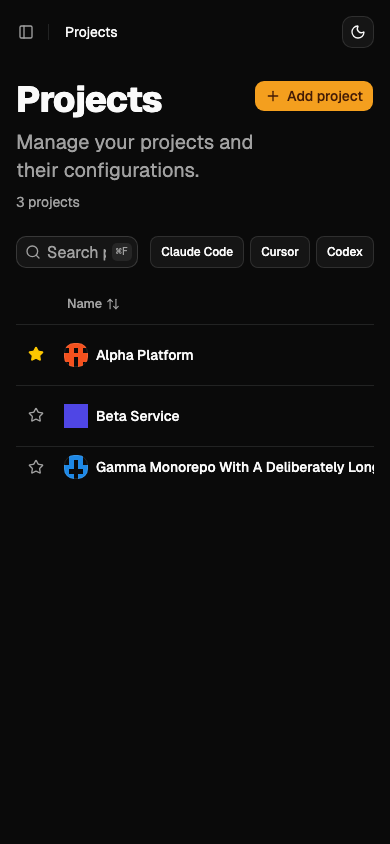 Projects
Projects
Add project
Manage your projects and
their configurations.
3 projects
Search ⌘F
Claude Code
Cursor
Codex
Name
Alpha Platform
Beta Service
Gamma Monorepo With A Deliberately Long